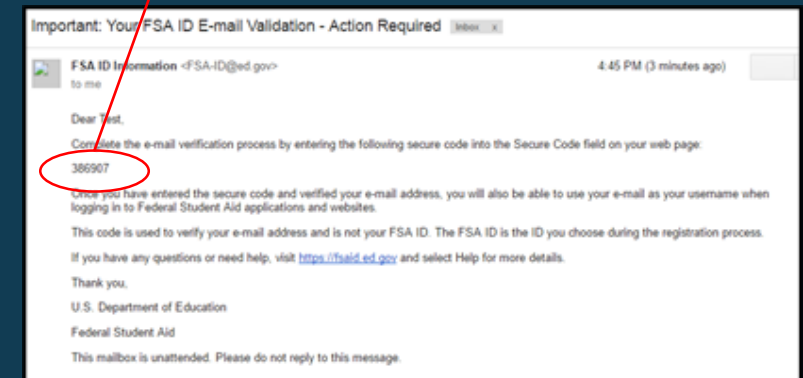 Important: Your FSA ID E-mail Validation - Action Required Inbox x
FSA ID Information <FSA-ID@ed.gov> 4:45 PM (3 minutes ago)
to me
Dear Test,
Complete the e-mail verification process by entering the following secure code into the Secure Code field on your web page:
386907
Once you have entered the secure code and verified your e-mail address, you will also be able to use your e-mail as your username when
logging in to Federal Student Aid applications and websites.
This code is used to verify your e-mail address and is not your FSA ID. The FSA ID is the ID you choose during the registration process.
If you have any questions or need help, visit https://fsaid.ed.gov and select Help for more details.
Thank you,
U.S. Department of Education
Federal Student Aid
This mailbox is unattended. Please do not reply to this message.